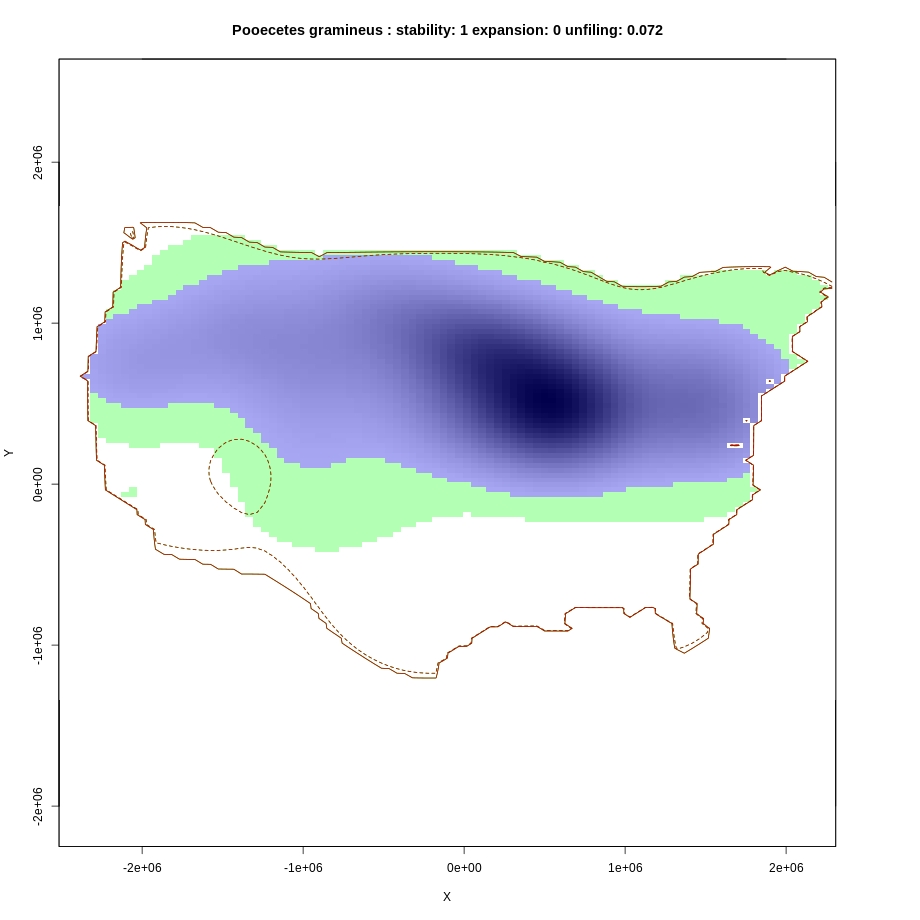 Pooecetes gramineus : stability: 1 expansion: 0 unfiling: 0.072
2e+06
1e+06
0e+00
-1e+06
-2e+06
Y
-2e+06 -1e+06 0e+00 1e+06 2e+06
X